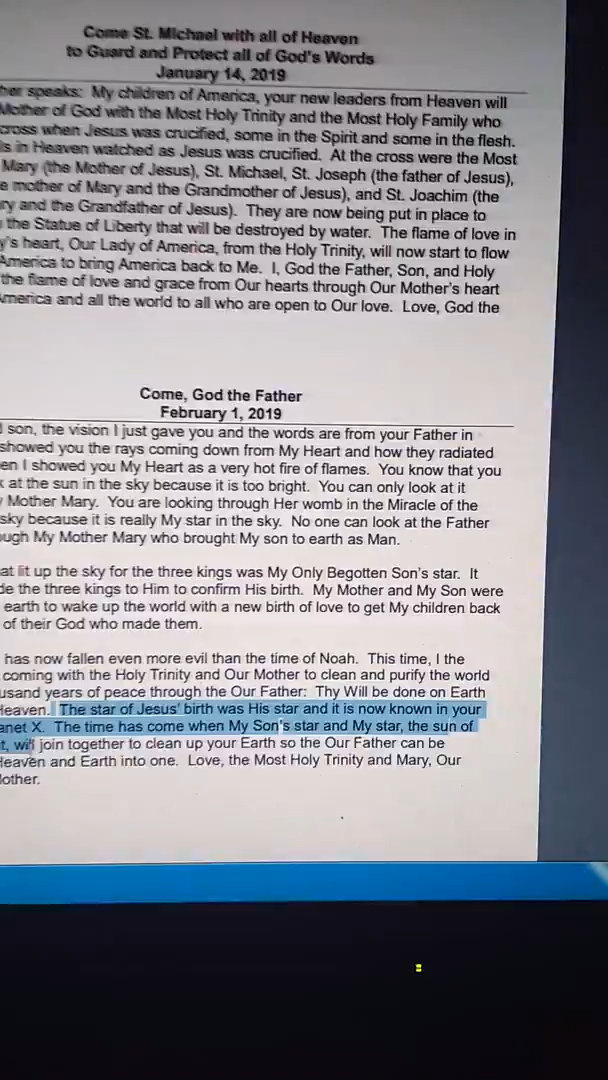 Come St. Michael with all of Heaven
to Guard and Protect all of God's Words
January 14, 2019
her speaks: My children of America, your new leaders from Heaven will
Mother of God with the Most Holy Trinity and the Most Holy Family who
cross when Jesus was crucified, some in the Spirit and some in the flesh.
ls in Heaven watched as Jesus was crucified. At the cross were the Most
Mary (the Mother of Jesus), St. Michael, St. Joseph (the father of Jesus),
e mother of Mary and the Grandmother of Jesus), and St. Joachim (the
ry and the Grandfather of Jesus). They are now being put in place to
the Statue of Liberty that will be destroyed by water. The flame of love in
y's heart, Our Lady of America, from the Holy Trinity, will now start to flow
America to bring America back to Me. I, God the Father, Son, and Holy
the flame of love and grace from Our hearts through Our Mother's heart
America and all the world to all who are open to Our love. Love, God the
Come, God the Father
February 1, 2019
son, the vision I just gave you and the words are from your Father in
showed you the rays coming down from My Heart and how they radiated
en I showed you My Heart as a very hot fire of flames. You know that you
k at the sun in the sky because it is too bright. You can only look at it
Mother Mary. You are looking through Her womb in the Miracle of the
sky because it is really My star in the sky. No one can look at the Father
ough My Mother Mary who brought My son to earth as Man.
at lit up the sky for the three kings was My Only Begotten Son's star. It
de the three kings to Him to confirm His birth. My Mother and My Son were
earth to wake up the world with a new birth of love to get My children back
of their God who made them.
has now fallen even more evil than the time of Noah. This time, I the
coming with the Holy Trinity and Our Mother to clean and purify the world
usand years of peace through the Our Father: Thy Will be done on Earth
Heaven. The star of Jesus' birth was His star and it is now known in your
anet X. The time has come when My Son's star and My star, the sun of
t, will join together to clean up your Earth so the Our Father can be
Heaven and Earth into one. Love, the Most Holy Trinity and Mary, Our
other.